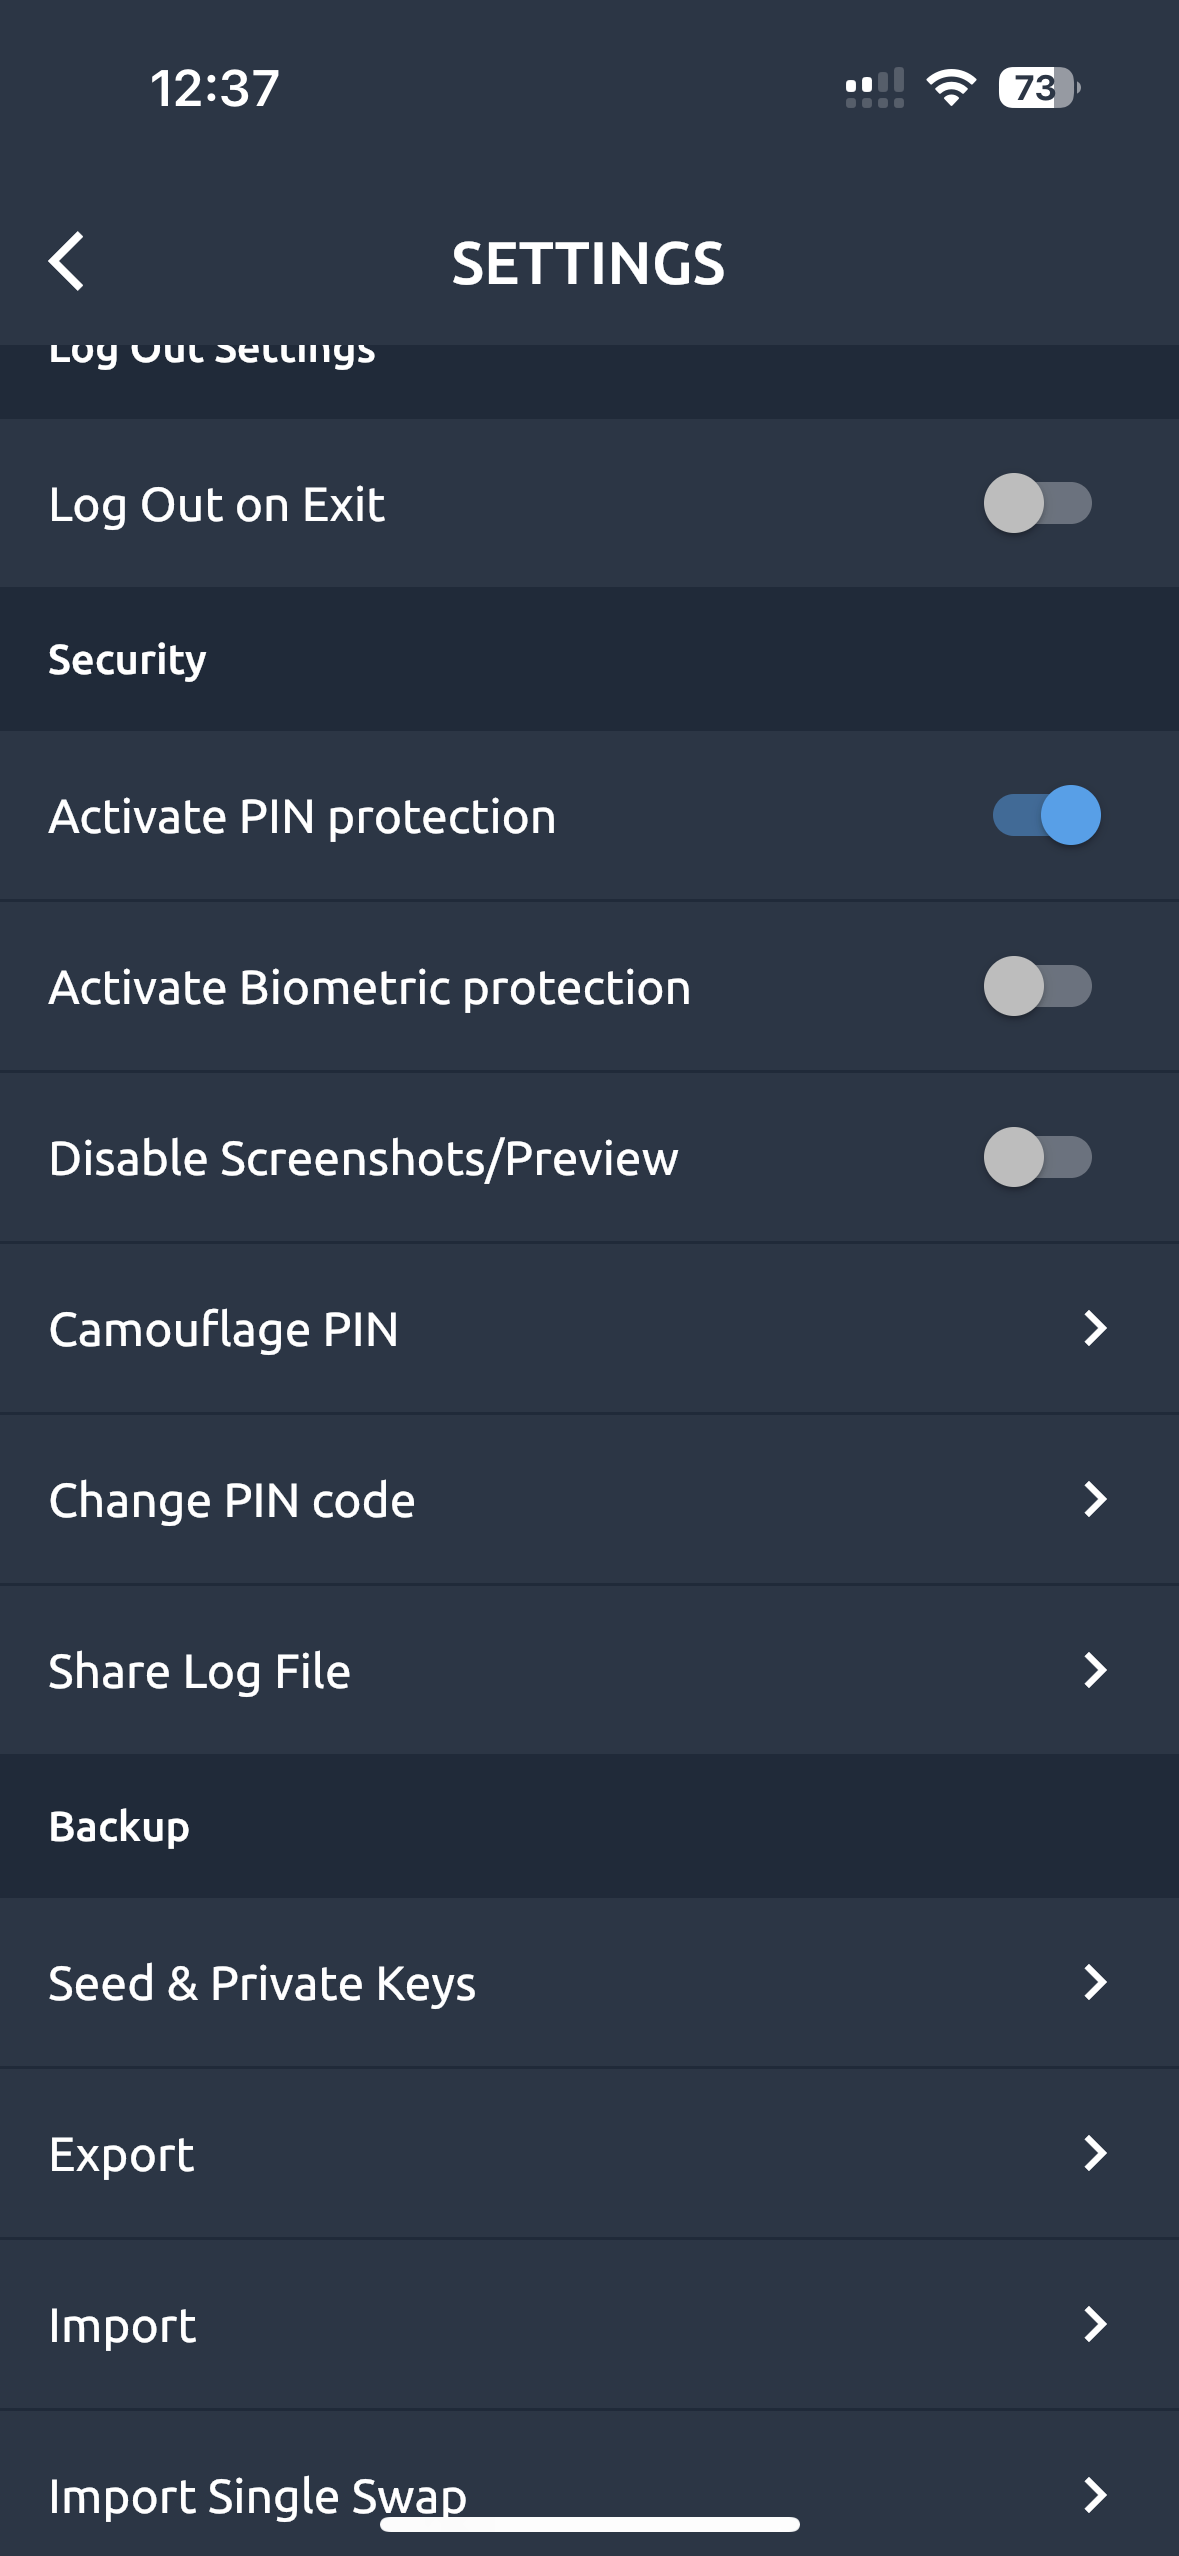 12:37
73
SETTINGS
Log Out Settings
Log Out on Exit
Security
Activate PIN protection
Activate Biometric protection
Disable Screenshots/Preview
Camouflage PIN
Change PIN code
Share Log File
Backup
Seed & Private Keys
Export
Import
Import Single Swap